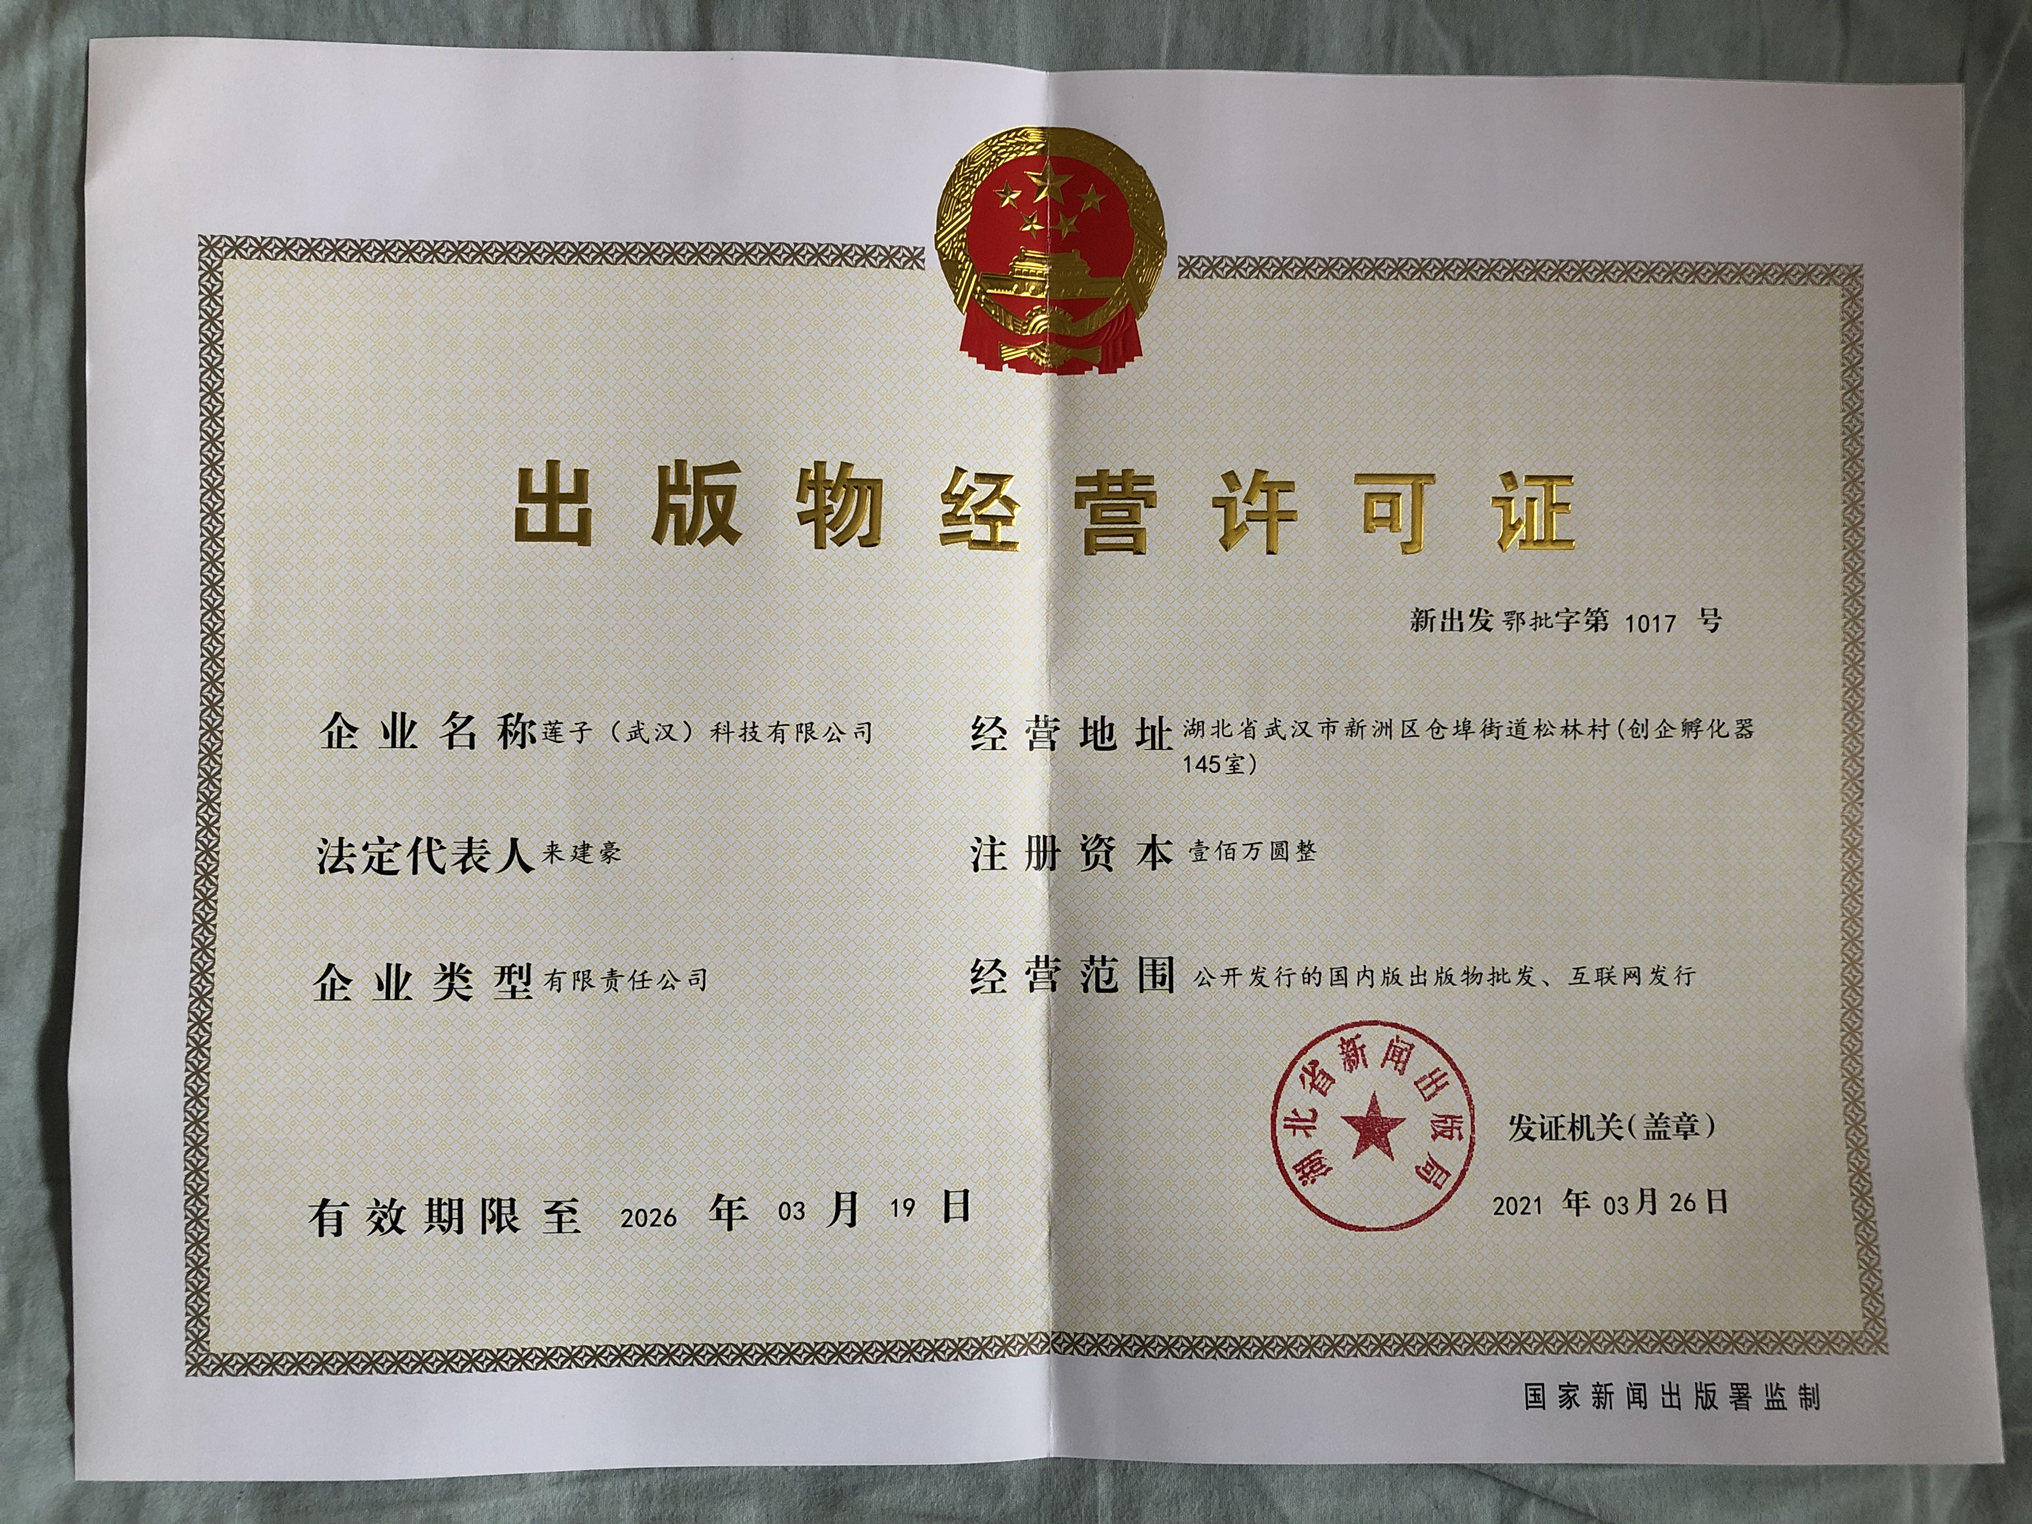 出版物经营许可证
新出发鄂批字第 1017 号
企业名称 莲子（武汉）科技有限公司
经营地址 湖北省武汉市新洲区仓埠街道松林村(创企孵化器
145室)
法定代表人 来建豪
注册资本 壹佰万圆整
企业类型 有限责任公司
经营范围 公开发行的国内版出版物批发、互联网发行
湖北省新闻出版局
发证机关(盖章)
有效期限至 2026 年 03 月 19 日
2021 年 03月 26日
国家新闻出版署监制